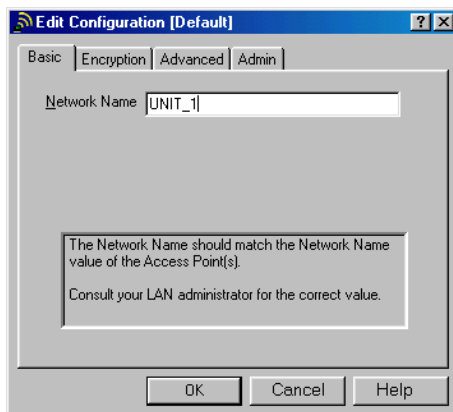 Edit Configuration [Default]
Basic Encryption Advanced Admin
Network Name UNIT_1
The Network Name should match the Network Name
value of the Access Point(s).
Consult your LAN administrator for the correct value.
OK Cancel Help